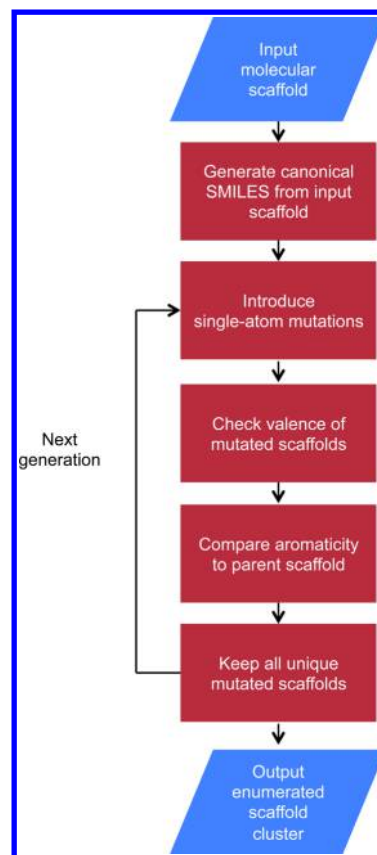 Input
molecular
scaffold
Generate canonical
SMILES from input
scaffold
Introduce
single-atom mutations
Check valence of
mutated scaffolds
Next
generation
Compare aromaticity
to parent scaffold
Keep all unique
mutated scaffolds
Output
enumerated
scaffold
cluster